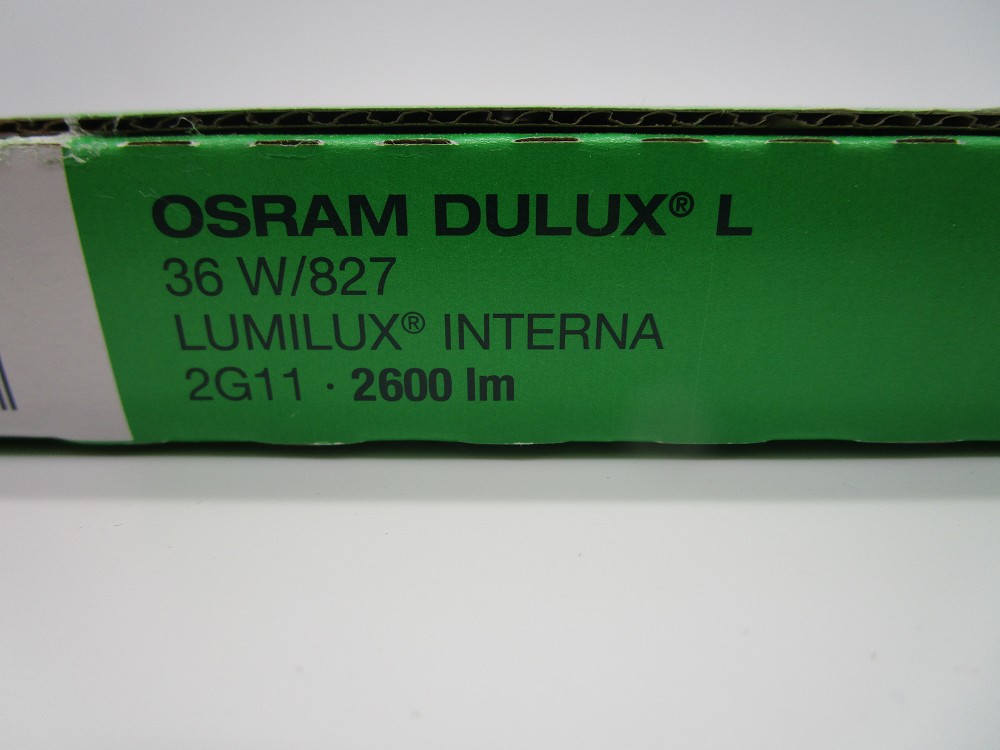 OSRAM DULUX® L
36 W/827
LUMILUX® INTERNA
2G11 · 2600 lm